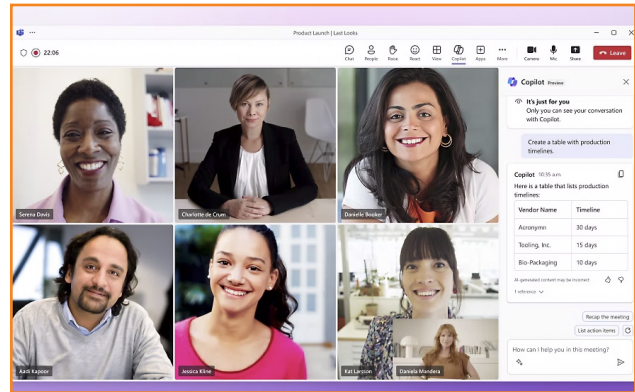 Product Launch | Last Looks
22:06
Chat People Raise React View Copilot Apps More Camera Mic Share Leave
Copilot Preview
It's just for you
Only you can see your conversation
with Copilot.
Create a table with production
timelines.
Copilot 10:35 am
Here is a table that lists production
timelines:
Vendor Name Timeline
Acronymn 30 days
Tooling, Inc. 15 days
Bio-Packaging 10 days
AI-generated content may be incorrect
1 reference
Recap the meeting
List action items
How can I help you in this meeting?
Serena Davis
Charlotte de Crum
Danielle Booker
Aadi Kapoor
Jessica Kline
Kat Larsson
Daniela Mandera